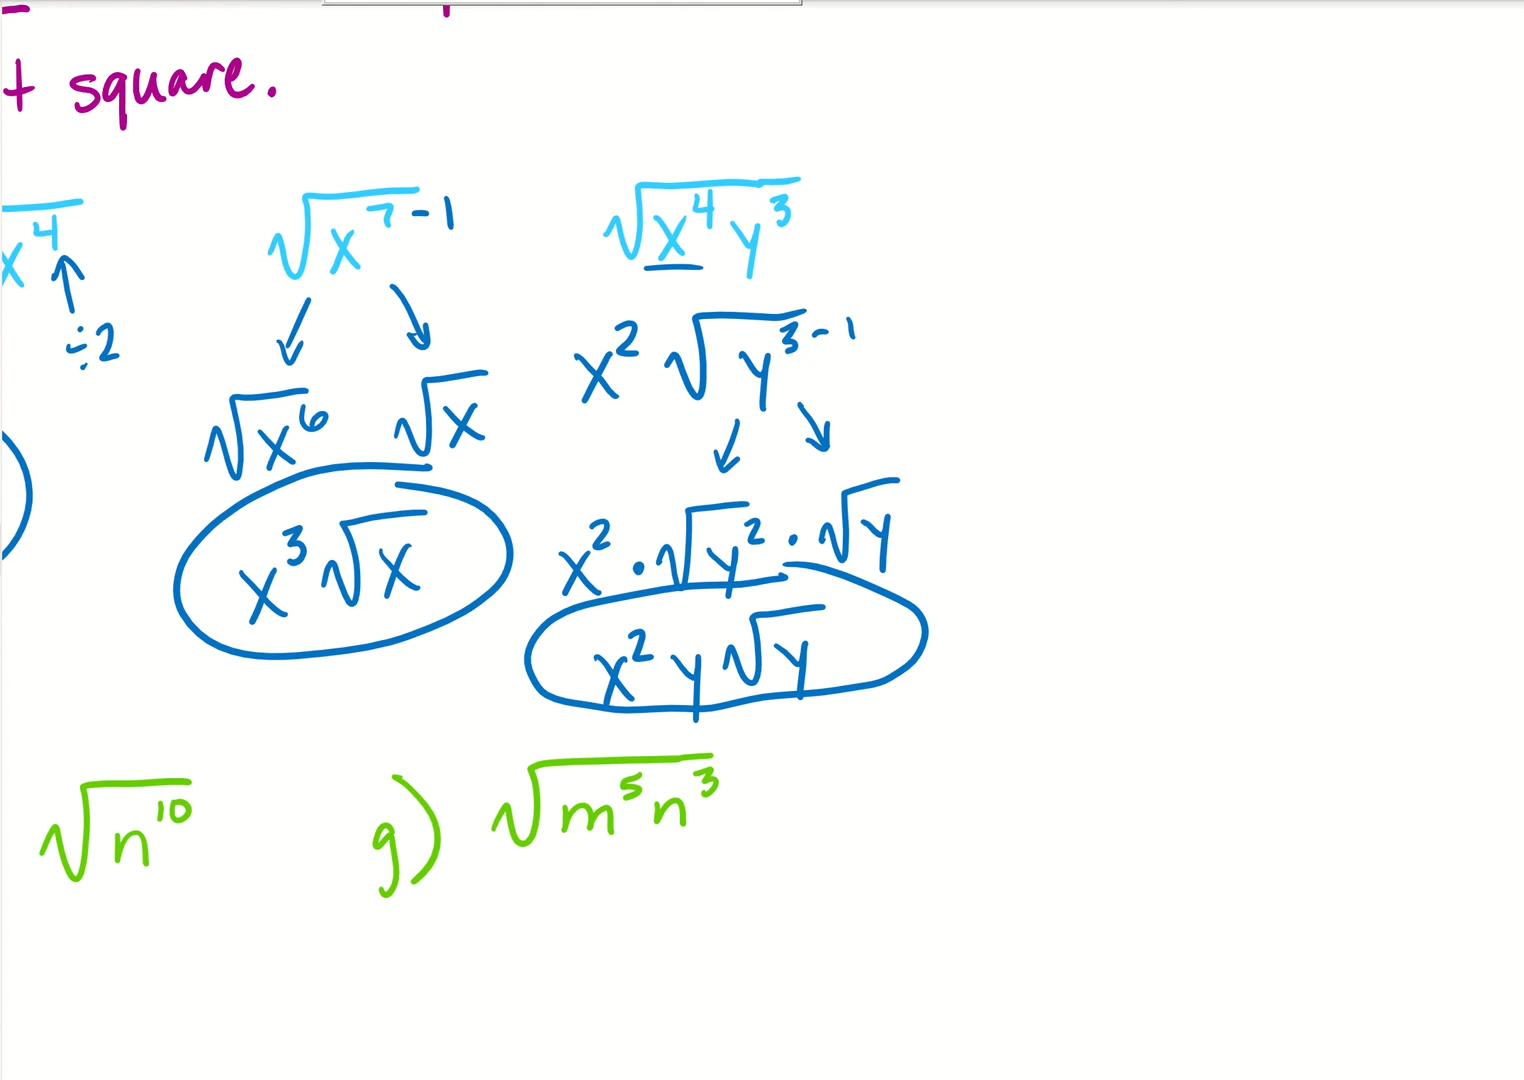 t square.
x⁴ √x⁷ - 1 √x⁴y³
÷2 x² √y³ - 1
√x⁶ √x
x² · √y² · √y
x³√x
x²y√y
√n¹⁰ g) √m⁵n³